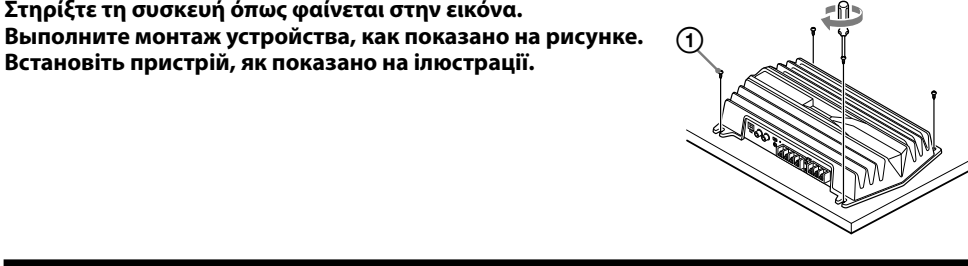 Στηρίξτε τη συσκευή όπως φαίνεται στην εικόνα.
Выполните монтаж устройства, как показано на рисунке.
Встановіть пристрій, як показано на ілюстрації.
①